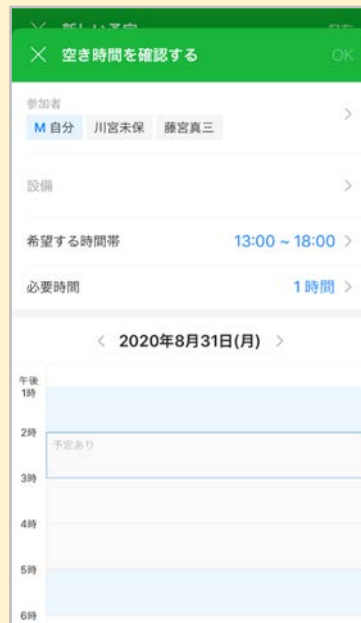 空き時間を確認する OK
参加者
M 自分 川宮未保 藤宮真三
設備
希望する時間帯 13:00 ~ 18:00
必要時間 1 時間
2020年8月31日(月)
午後
1時
2時
予定あり
3時
4時
5時
6時